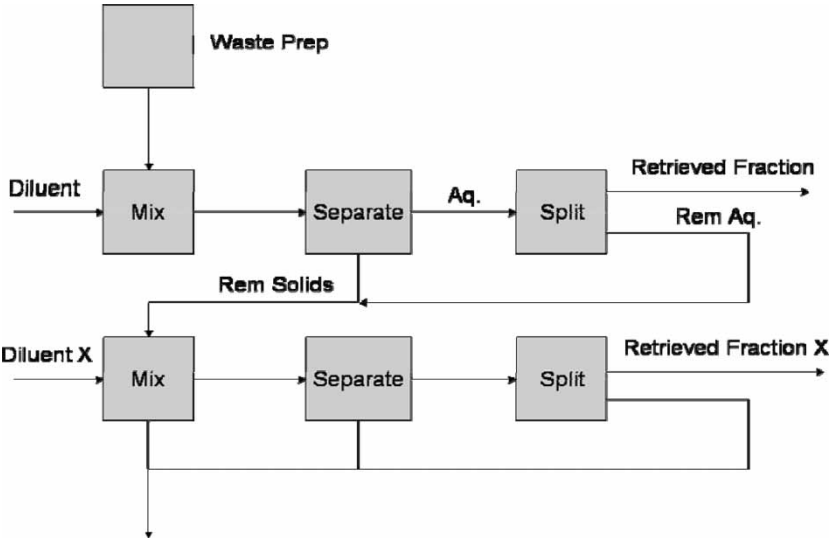 Waste Prep
Diluent
Mix
Separate
Aq.
Split
Retrieved Fraction
Rem Aq.
Rem Solids
Diluent X
Mix
Separate
Split
Retrieved Fraction X